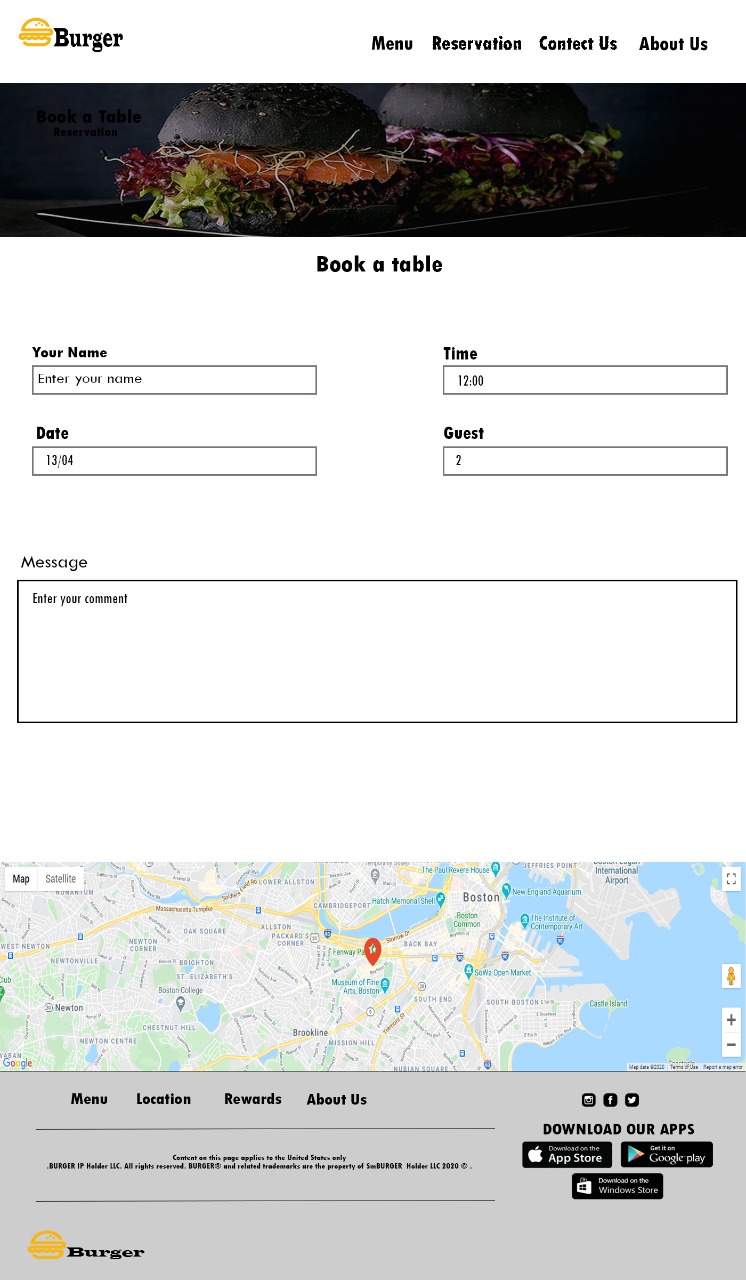 Burger
Menu Reservation Contect Us About Us
Book a Table
Reservation
Book a table
Your Name
Time
Enter your name
12:00
Date
Guest
13/04
2
Message
Enter your comment
Map Satellite
The Paul Revere House
JEFFRIES POINT
International
Airport
LOWER ALLSTON
NONANTUM
CAMBRIDGEPORT
Hatch Memorial Shell
Boston
New England Aquarium
Massachusetts Turnpike
Boston
Common
The Institute of
Contemporary Art
ALLSTON
PACKARD'S
CORNER
OAK SQUARE
WEST NEWTON
NEWTON
CORNER
BACK BAY
Fenway Pa
NEWTONVILLE
BRIGHTON
ST. ELIZABETH'S
SoWa Open Market
Museum of Fine
Arts, Boston
Boston College
Club
SOUTH END
SOUTH BOSTON
Castle Island
Newton
CHESTNUT HILL
Brookline
NEWTON CENTRE
MISSION HILL
NUBIAN SQUARE
WABAN
Google
Map data ©2020 Terms of Use Report a map error
Menu Location Rewards About Us
DOWNLOAD OUR APPS
Download on the
App Store
Get it on
Google play
Content on this page applies to the United States only
.BURGER IP Holder LLC. All rights reserved. BURGER® and related trademarks are the property of SmBURGER Holder LLC 2020 © .
Download on the
Windows Store
Burger